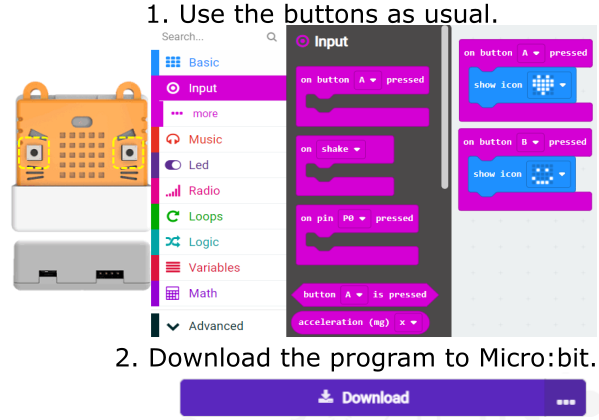 1. Use the buttons as usual.
Search...
Input
Basic
Input
more
Music
Led
Radio
Loops
Logic
Variables
Math
Advanced
on button A pressed
on shake
on pin P0 pressed
button A is pressed
acceleration (mg) x
on button A pressed
show icon
on button B pressed
show icon
2. Download the program to Micro:bit.
Download
...